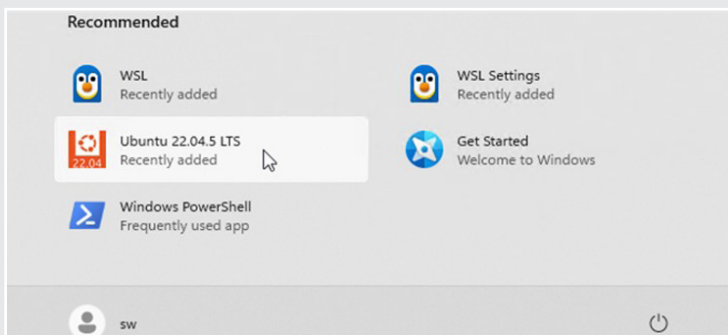 Recommended
WSL
Recently added
WSL Settings
Recently added
22.04
Ubuntu 22.04.5 LTS
Recently added
Get Started
Welcome to Windows
Windows PowerShell
Frequently used app
sw